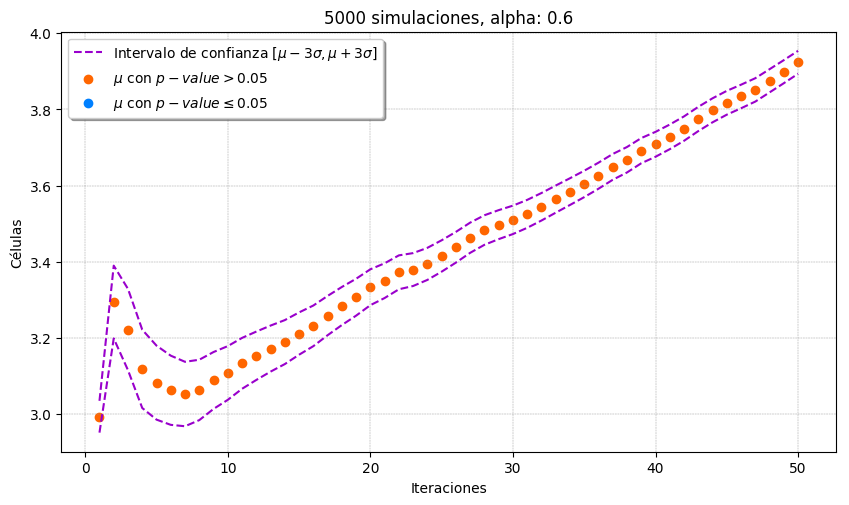 5000 simulaciones, alpha: 0.6
Intervalo de confianza [μ − 3σ, μ + 3σ]
μ con p − value > 0.05
μ con p − value ≤ 0.05
Células
4.0
3.8
3.6
3.4
3.2
3.0
0 10 20 30 40 50
Iteraciones